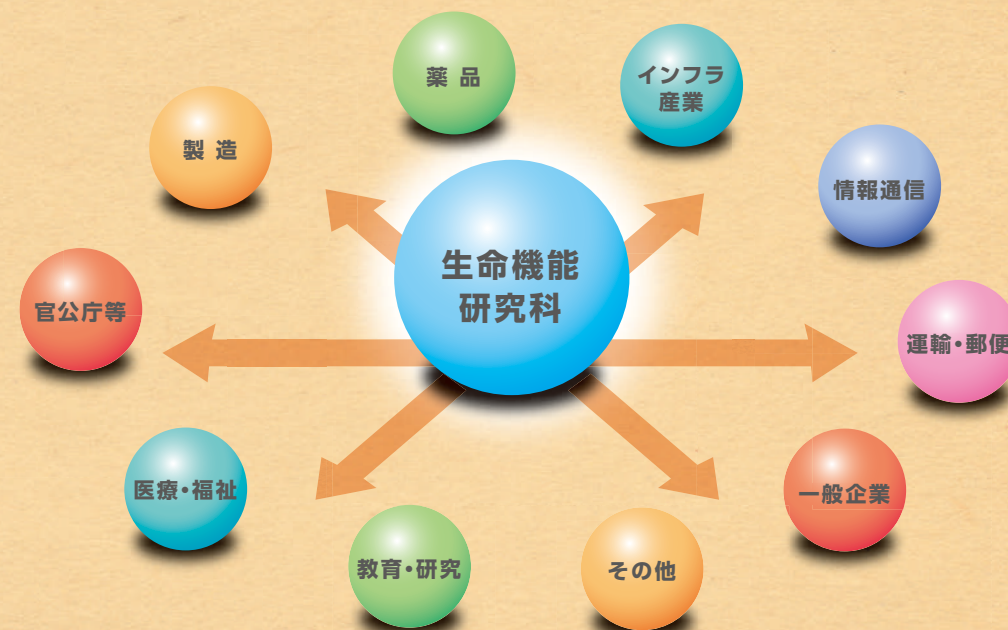 薬 品
インフラ
産業
製 造
情報通信
生命機能
研究科
官公庁等
運輸・郵便
医療・福祉
一般企業
教育・研究
その他